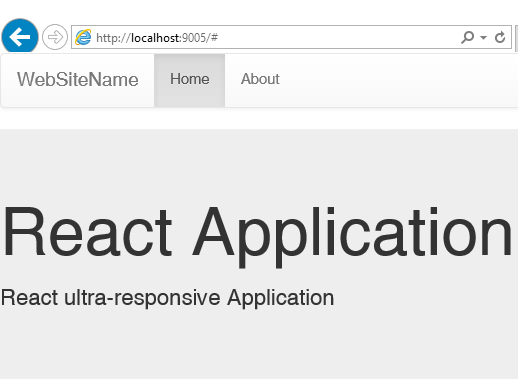 http://localhost:9005/#
WebSiteName Home About
React Application
React ultra-responsive Application